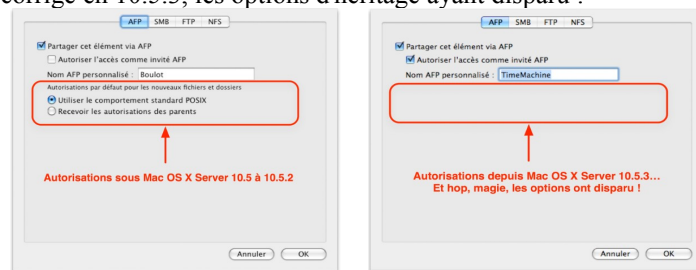 corrigé en 10.5.3, les options d'héritage ayant disparu !
AFP SMB FTP NFS
Partager cet élément via AFP
Autoriser l'accès comme invité AFP
Nom AFP personnalisé : Boulot
Autorisations par défaut pour les nouveaux fichiers et dossiers
Utiliser le comportement standard POSIX
Recevoir les autorisations des parents
Autorisations sous Mac OS X Server 10.5 à 10.5.2
Annuler OK
AFP SMB FTP NFS
Partager cet élément via AFP
Autoriser l'accès comme invité AFP
Nom AFP personnalisé : TimeMachine
Autorisations depuis Mac OS X Server 10.5.3...
Et hop, magie, les options ont disparu !
Annuler OK